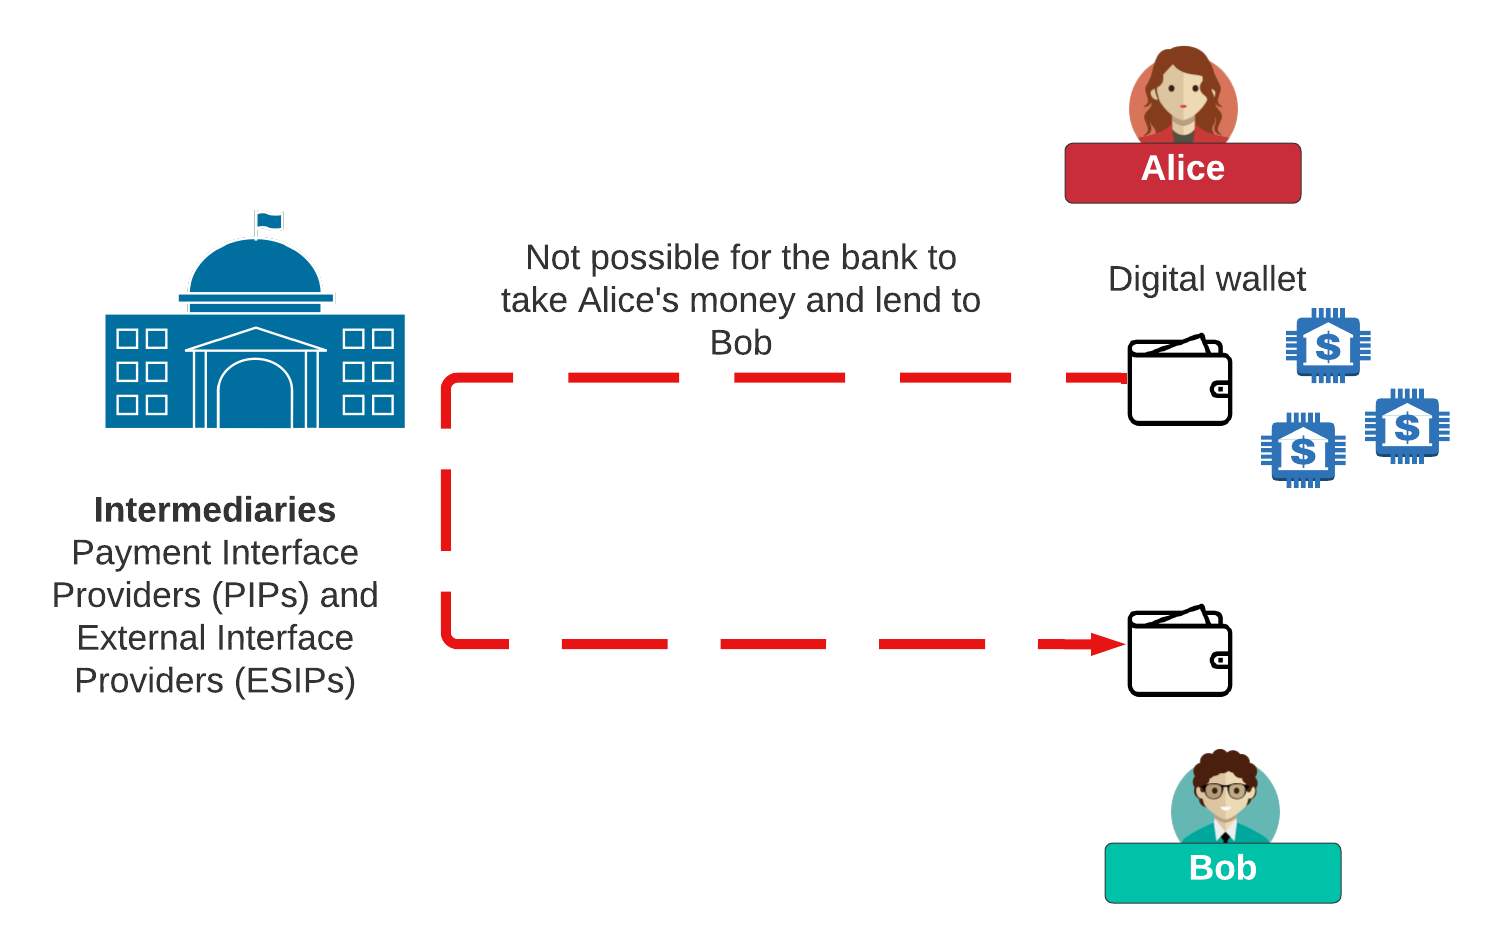 Alice
Not possible for the bank to
take Alice's money and lend to
Bob
Digital wallet
$
$
$
Intermediaries
Payment Interface
Providers (PIPs) and
External Interface
Providers (ESIPs)
Bob